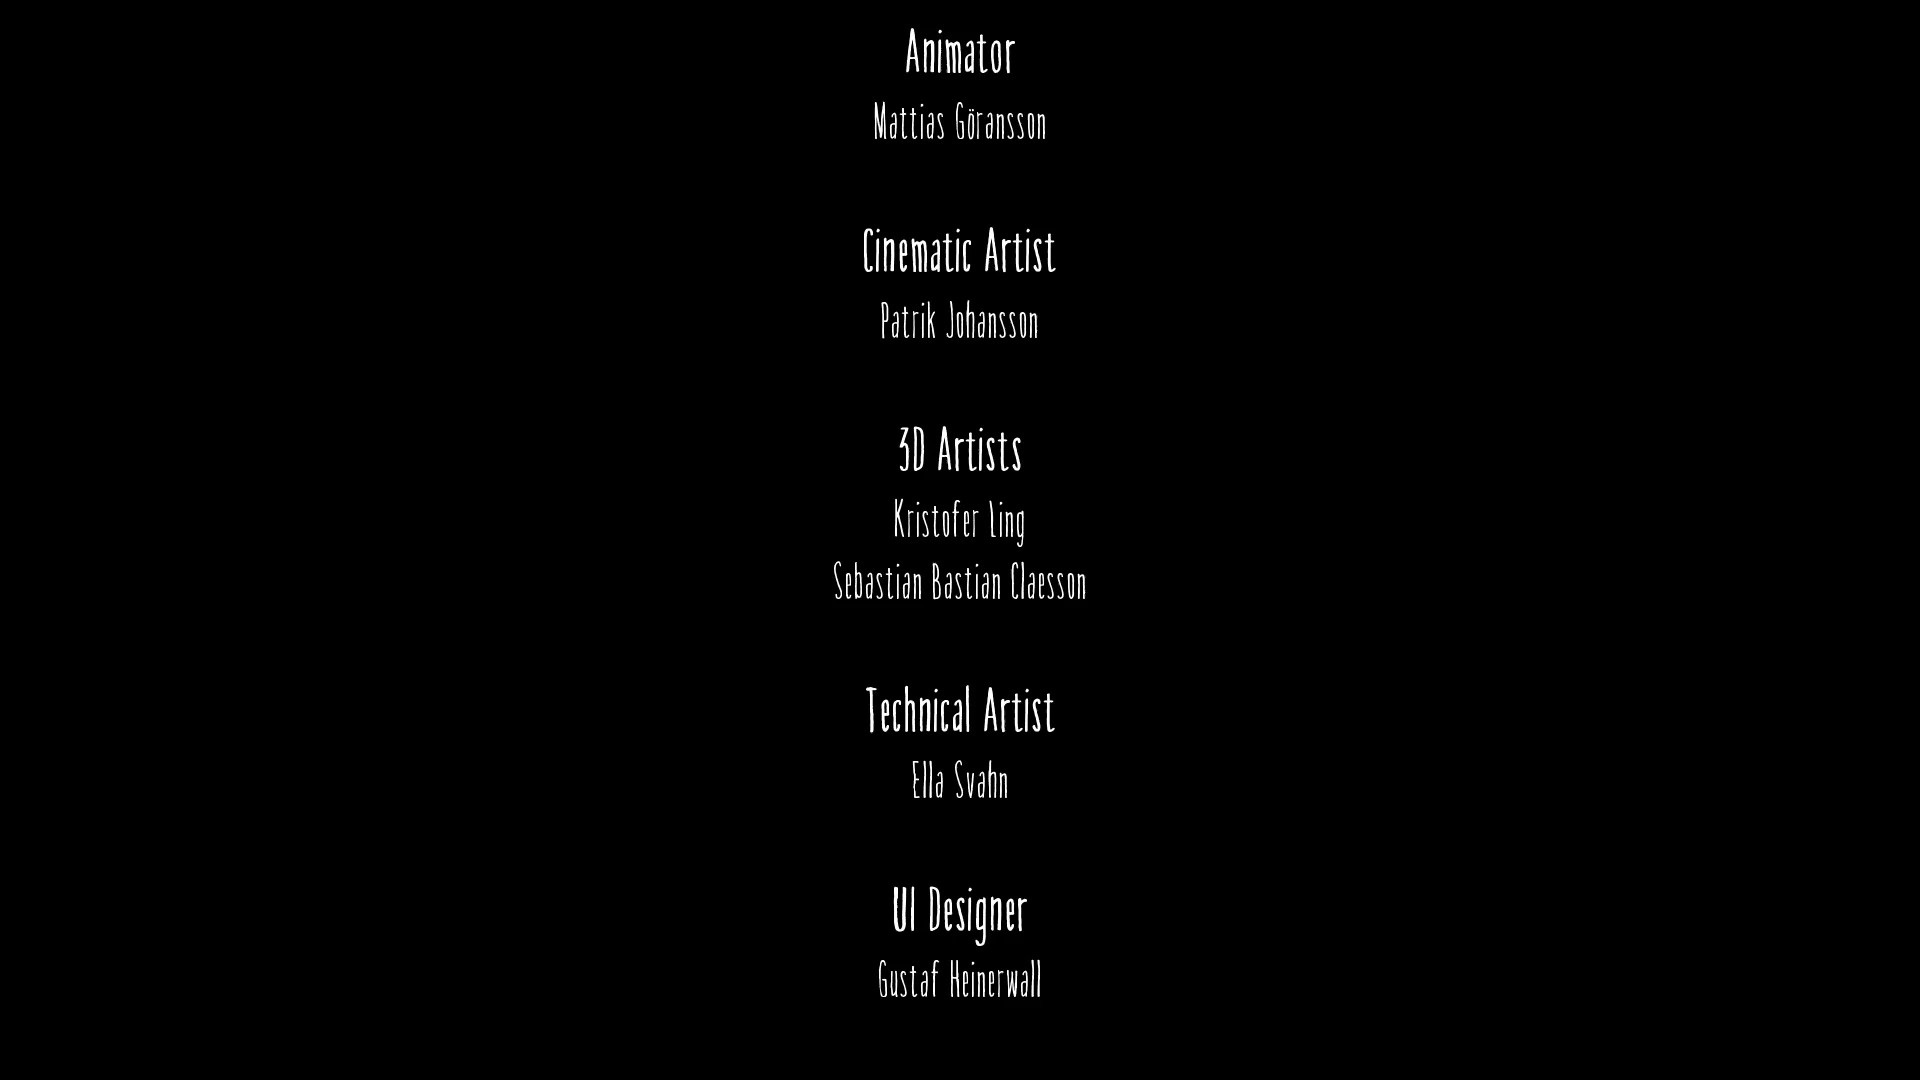 Animator
Mattias Göransson
Cinematic Artist
Patrik Johansson
3D Artists
Kristofer Ling
Sebastian Bastian Claesson
Technical Artist
Ella Svahn
UI Designer
Gustaf Heinerwall